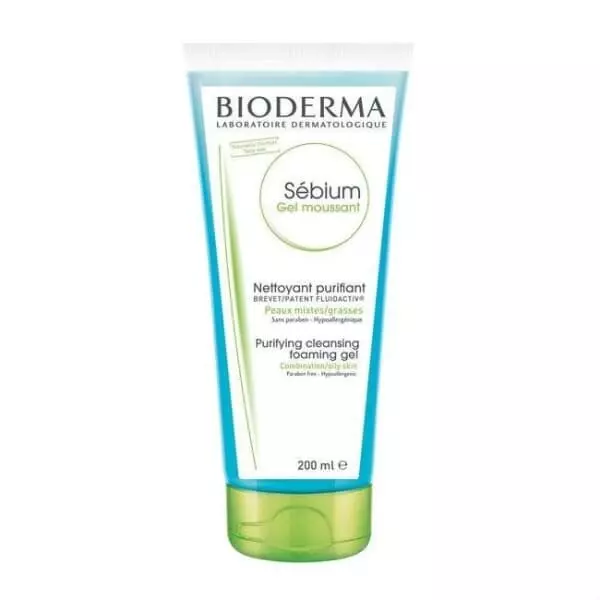 BIODERMA
LABORATOIRE DERMATOLOGIQUE
Sébium
Gel moussant
Nettoyant purifiant
BREVET/PATENT FLUIDACTIV®
Peaux mixtes/grasses
Sans paraben - Hypoallergénique
Purifying cleansing
foaming gel
Combination/oily skin
Paraben free - Hypoallergenic
200 ml ℮